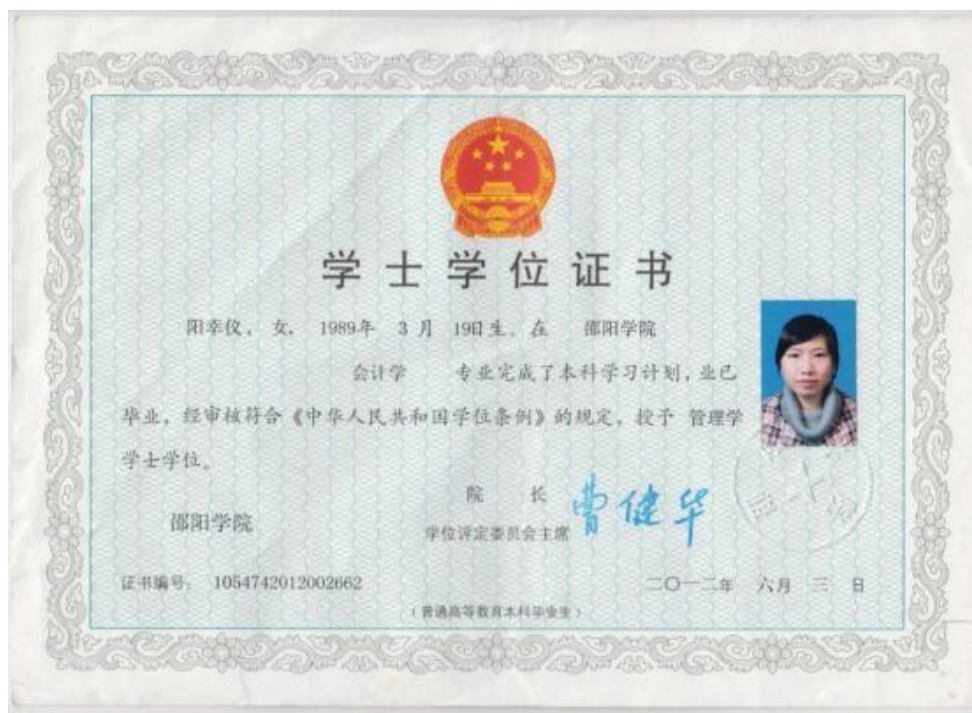 学士学位证书
阳幸仪，女，1989年 3 月 19日生。在 邵阳学院
会计学 专业完成了本科学习计划，业已
毕业，经审核符合《中华人民共和国学位条例》的规定，授予 管理学
学士学位。
院 长 曹健华
邵阳学院
学位评定委员会主席
证书编号：1054742012002662
二〇一二年 六月 三 日
（普通高等教育本科毕业生）